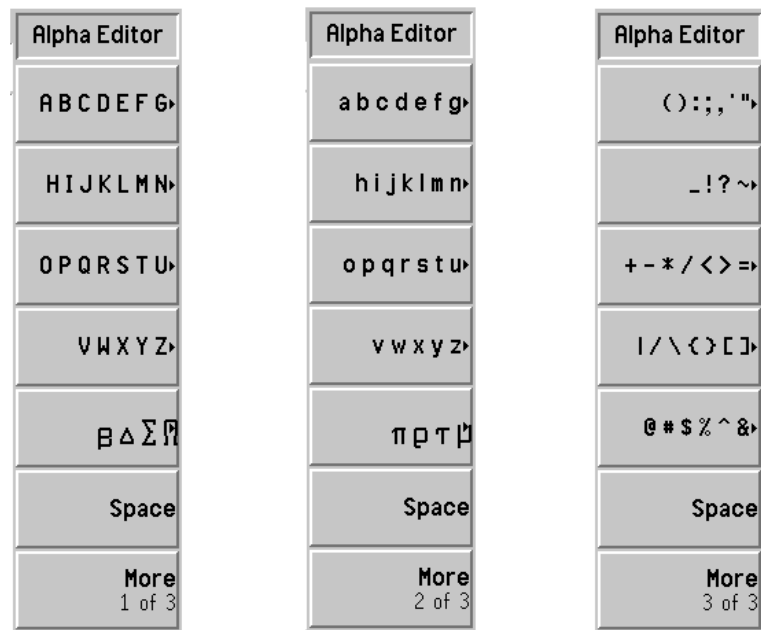 Alpha Editor
A B C D E F G
H I J K L M N
O P Q R S T U
V W X Y Z
β Δ Σ Ω
Space
More
1 of 3
Alpha Editor
a b c d e f g
h i j k l m n
o p q r s t u
v w x y z
π ρ τ μ
Space
More
2 of 3
Alpha Editor
( ) : ; , ' "
_ ! ? ~
+ - * / < > =
| / \ { } [ ]
@ # $ % ^ &
Space
More
3 of 3